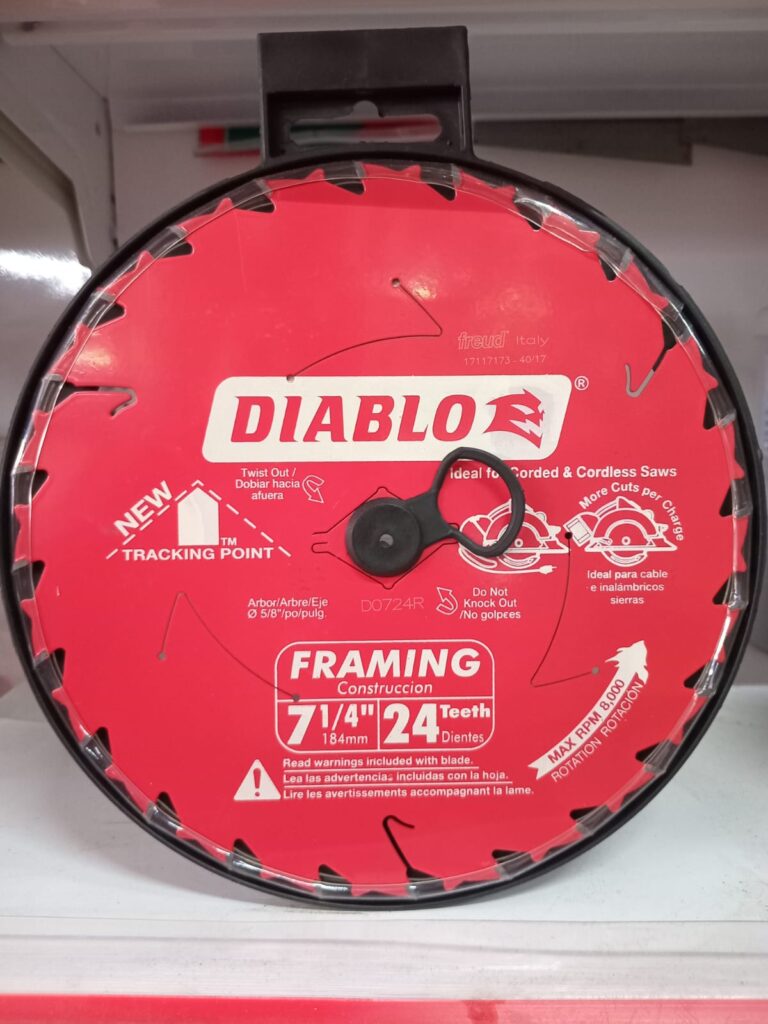 freud Italy
17117173 - 40/17
DIABLO ®
Twist Out /
Dobiar hacia
afuera
Ideal for Corded & Cordless Saws
More Cuts per Charge
NEW
TRACKING POINT™
Ideal para cable
e inalámbricos
sierras
Arbor/Arbre/Eje
Ø 5/8"/po/pulg.
D0724R
Do Not
Knock Out
/No golpees
FRAMING
Construccion
7 1/4"
184mm
24 Teeth
Dientes
MAX RPM 8,000
ROTATION ROTACIÓN
Read warnings included with blade.
Lea las advertencias incluidas con la hoja.
Lire les avertissements accompagnant la lame.